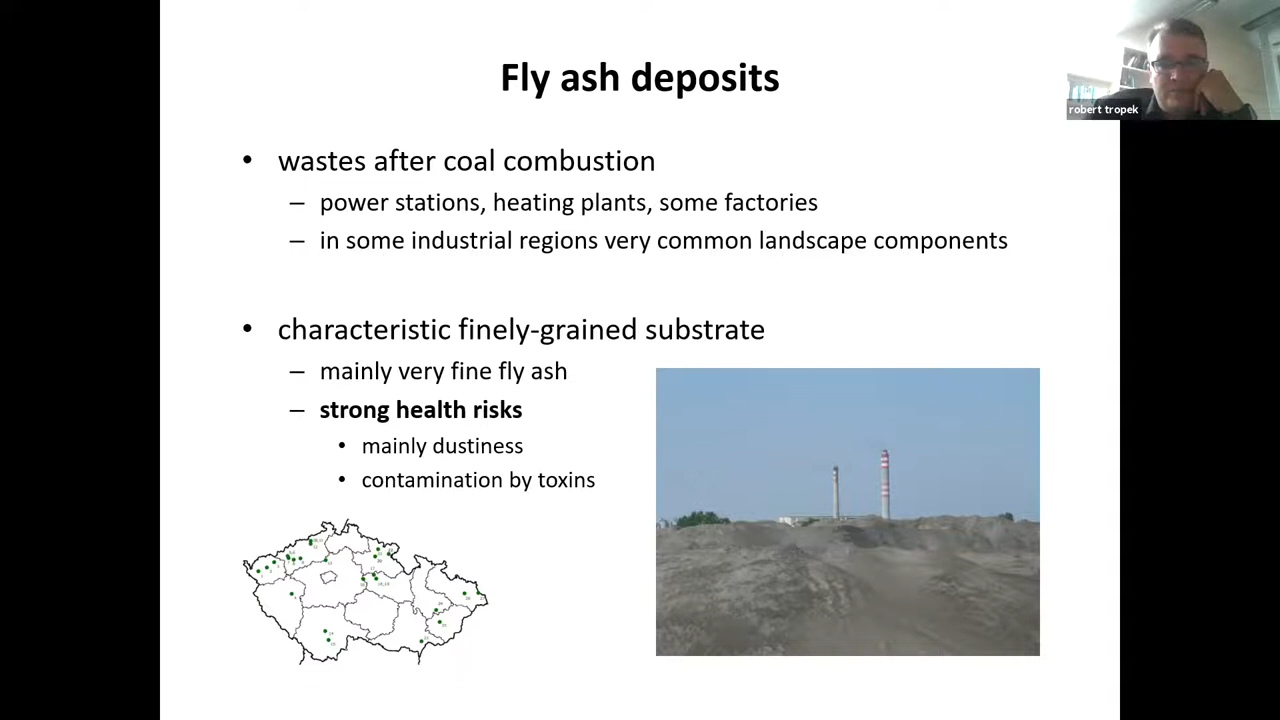 Fly ash deposits
robert tropek
• wastes after coal combustion
– power stations, heating plants, some factories
– in some industrial regions very common landscape components
• characteristic finely-grained substrate
– mainly very fine fly ash
– strong health risks
• mainly dustiness
• contamination by toxins